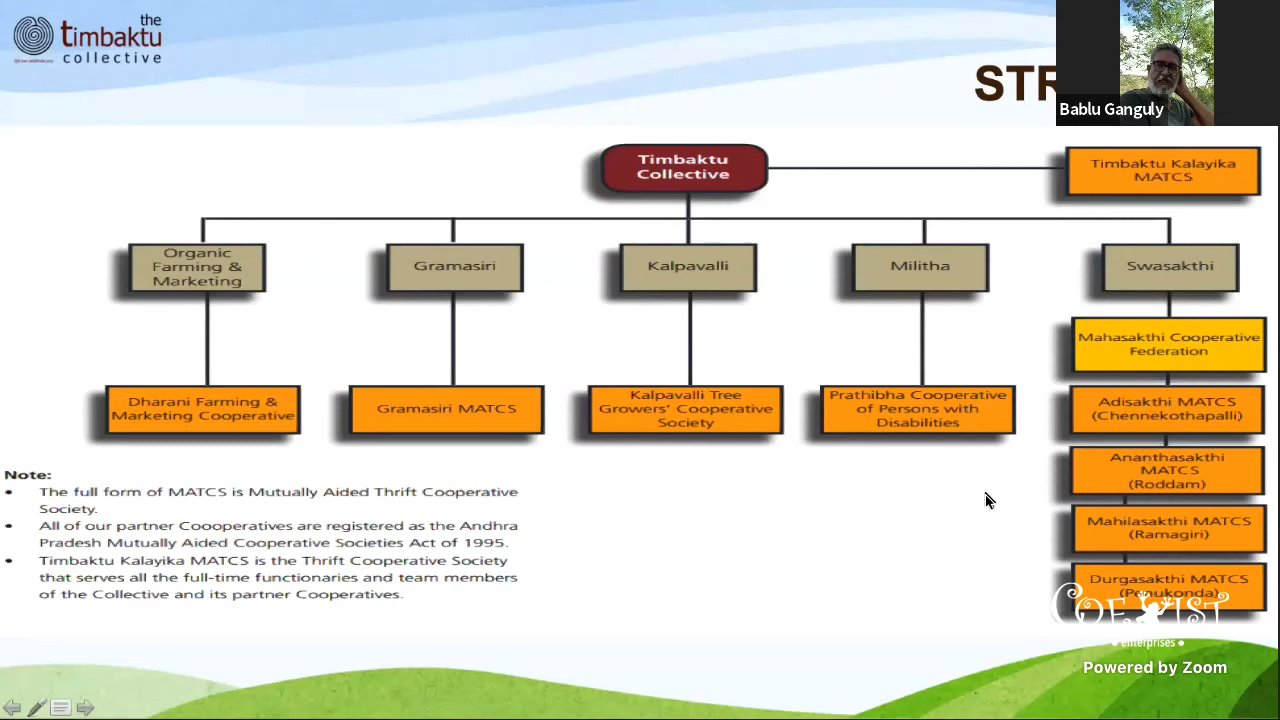 the
timbaktu
collective
STR
Bablu Ganguly
Timbaktu
Collective
Timbaktu Kalayika
MATCS
Organic
Farming &
Marketing
Gramasiri
Kalpavalli
Militha
Swasakthi
Mahasakthi Cooperative
Federation
Dharani Farming &
Marketing Cooperative
Gramasiri MATCS
Kalpavalli Tree
Growers' Cooperative
Society
Prathibha Cooperative
of Persons with
Disabilities
Adisakthi MATCS
(Chennekothapalli)
Ananthasakthi
MATCS
(Roddam)
Mahilasakthi MATCS
(Ramagiri)
Durgasakthi MATCS
(Penukonda)
Note:
• The full form of MATCS is Mutually Aided Thrift Cooperative
Society.
• All of our partner Coooperatives are registered as the Andhra
Pradesh Mutually Aided Cooperative Societies Act of 1995.
• Timbaktu Kalayika MATCS is the Thrift Cooperative Society
that serves all the full-time functionaries and team members
of the Collective and its partner Cooperatives.
COEXIST
• enterprises •
Powered by Zoom